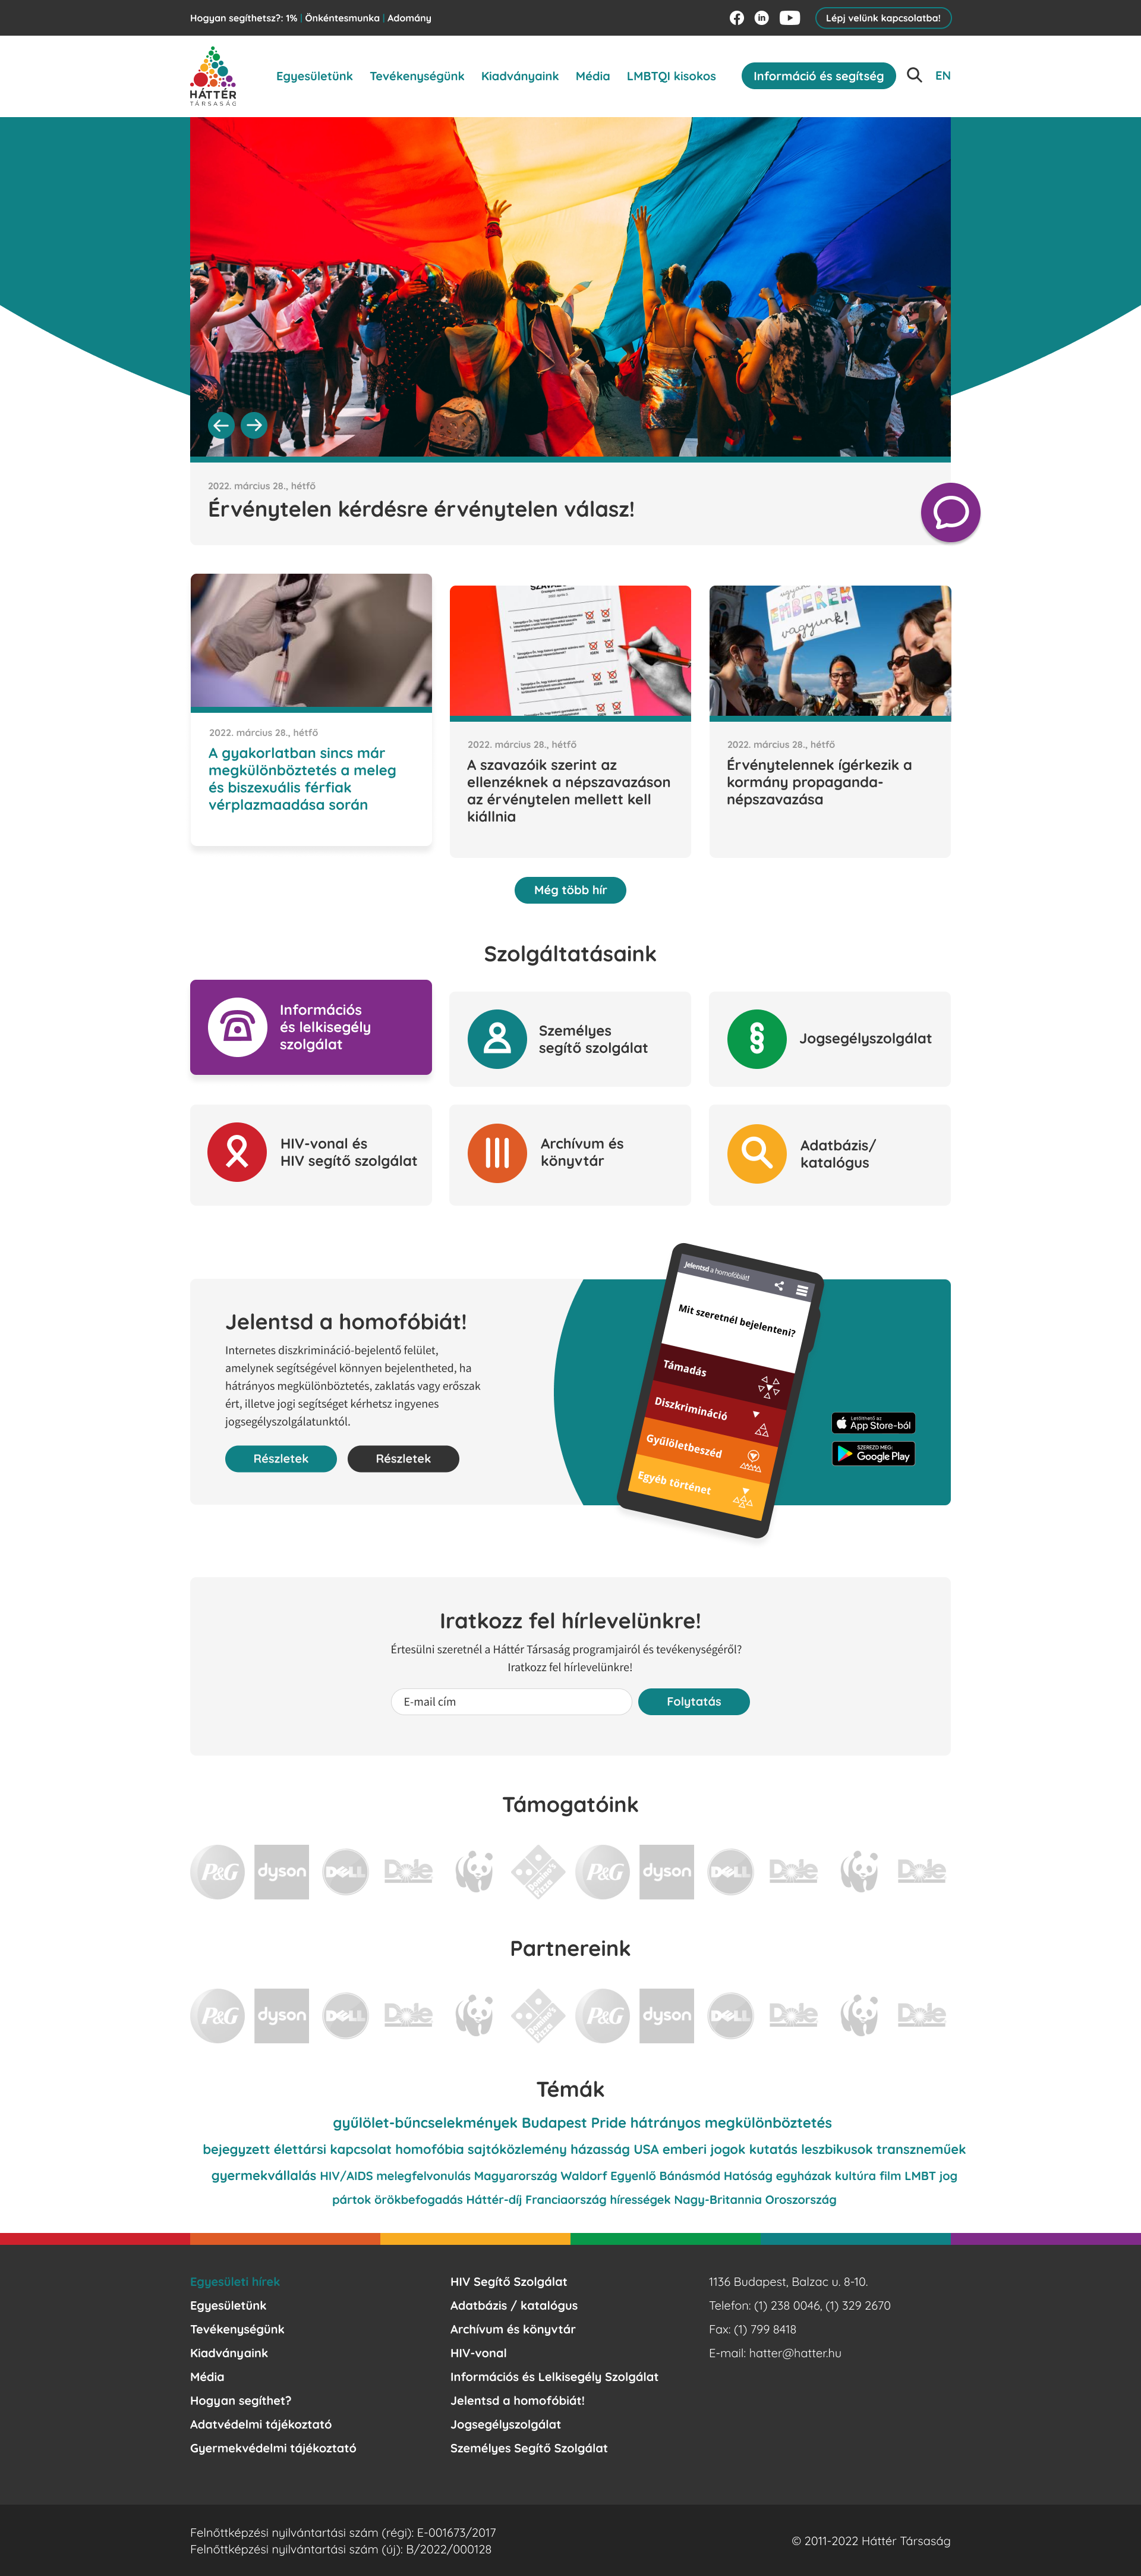 Hogyan segíthetsz?: 1% | Önkéntesmunka | Adomány
Lépj velünk kapcsolatba!
HÁTTÉR
TÁRSASÁG
Egyesületünk Tevékenységünk Kiadványaink Média LMBTQI kisokos Információ és segítség EN
2022. március 28., hétfő
Érvénytelen kérdésre érvénytelen válasz!
2022. március 28., hétfő
A gyakorlatban sincs már
megkülönböztetés a meleg
és biszexuális férfiak
vérplazmaadása során
IGEN NEM
IGEN NEM
2022. március 28., hétfő
A szavazóik szerint az
ellenzéknek a népszavazáson
az érvénytelen mellett kell
kiállnia
EMBEREK
vagyunk!
2022. március 28., hétfő
Érvénytelennek ígérkezik a
kormány propaganda-
népszavazása
Még több hír
Szolgáltatásaink
Információs
és lelkisegély
szolgálat
Személyes
segítő szolgálat
Jogsegélyszolgálat
HIV-vonal és
HIV segítő szolgálat
Archívum és
könyvtár
Adatbázis/
katalógus
Jelentsd a homofóbiát!
Internetes diszkrimináció-bejelentő felület,
amelynek segítségével könnyen bejelentheted, ha
hátrányos megkülönböztetés, zaklatás vagy erőszak
ért, illetve jogi segítséget kérhetsz ingyenes
jogsegélyszolgálatunktól.
Részletek Részletek
Jelentsd a homofóbiát!
Mit szeretnél bejelenteni?
Támadás
Diszkrimináció
Gyűlöletbeszéd
Egyéb történet
Letölthető az
App Store-ból
SZEREZD MEG:
Google Play
Iratkozz fel hírlevelünkre!
Értesülni szeretnél a Háttér Társaság programjairól és tevékenységéről?
Iratkozz fel hírlevelünkre!
E-mail cím Folytatás
Támogatóink
P&G dyson DELL Dole Domino's Pizza P&G dyson DELL Dole Dole
Partnereink
P&G dyson DELL Dole Domino's Pizza P&G dyson DELL Dole Dole
Témák
gyűlölet-bűncselekmények Budapest Pride hátrányos megkülönböztetés
bejegyzett élettársi kapcsolat homofóbia sajtóközlemény házasság USA emberi jogok kutatás leszbikusok transzneműek
gyermekvállalás HIV/AIDS melegfelvonulás Magyarország Waldorf Egyenlő Bánásmód Hatóság egyházak kultúra film LMBT jog
pártok örökbefogadás Háttér-díj Franciaország hírességek Nagy-Britannia Oroszország
Egyesületi hírek
Egyesületünk
Tevékenységünk
Kiadványaink
Média
Hogyan segíthet?
Adatvédelmi tájékoztató
Gyermekvédelmi tájékoztató
HIV Segítő Szolgálat
Adatbázis / katalógus
Archívum és könyvtár
HIV-vonal
Információs és Lelkisegély Szolgálat
Jelentsd a homofóbiát!
Jogsegélyszolgálat
Személyes Segítő Szolgálat
1136 Budapest, Balzac u. 8-10.
Telefon: (1) 238 0046, (1) 329 2670
Fax: (1) 799 8418
E-mail: hatter@hatter.hu
Felnőttképzési nyilvántartási szám (régi): E-001673/2017
Felnőttképzési nyilvántartási szám (új): B/2022/000128
© 2011-2022 Háttér Társaság